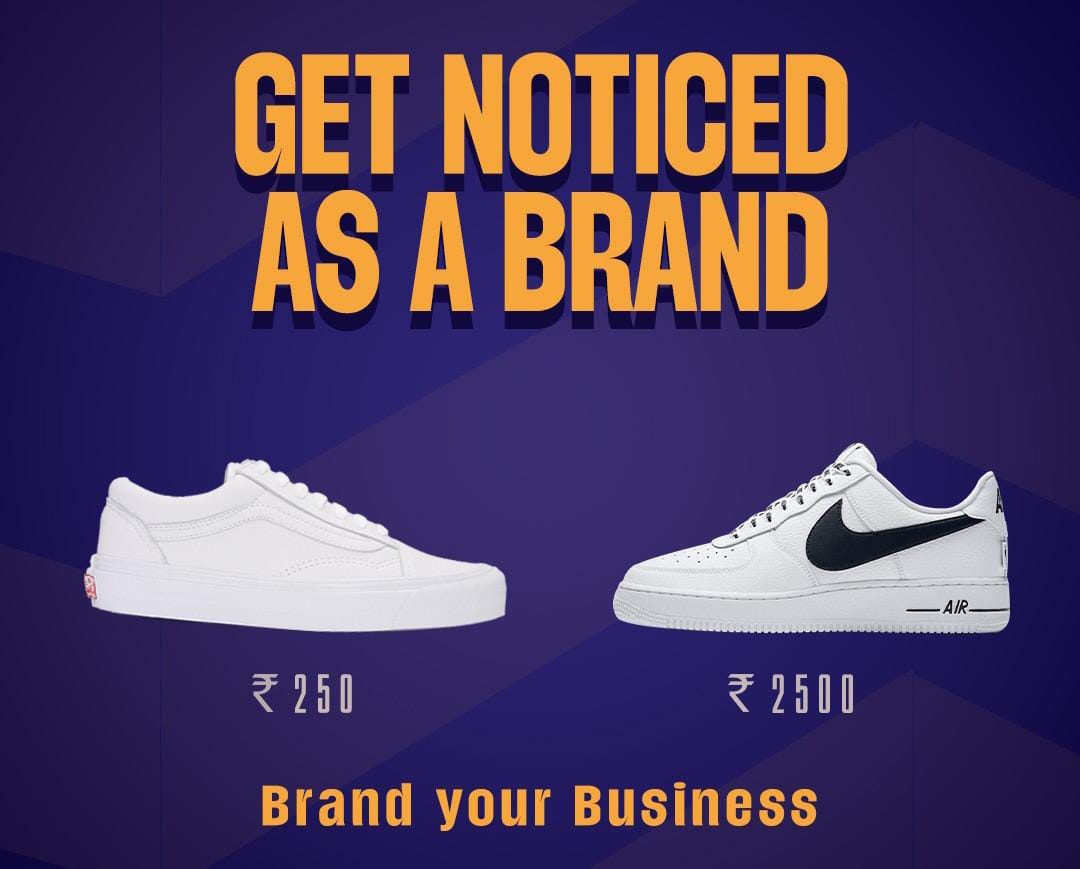 GET NOTICED
AS A BRAND
AIR
₹ 250
₹ 2500
Brand your Business